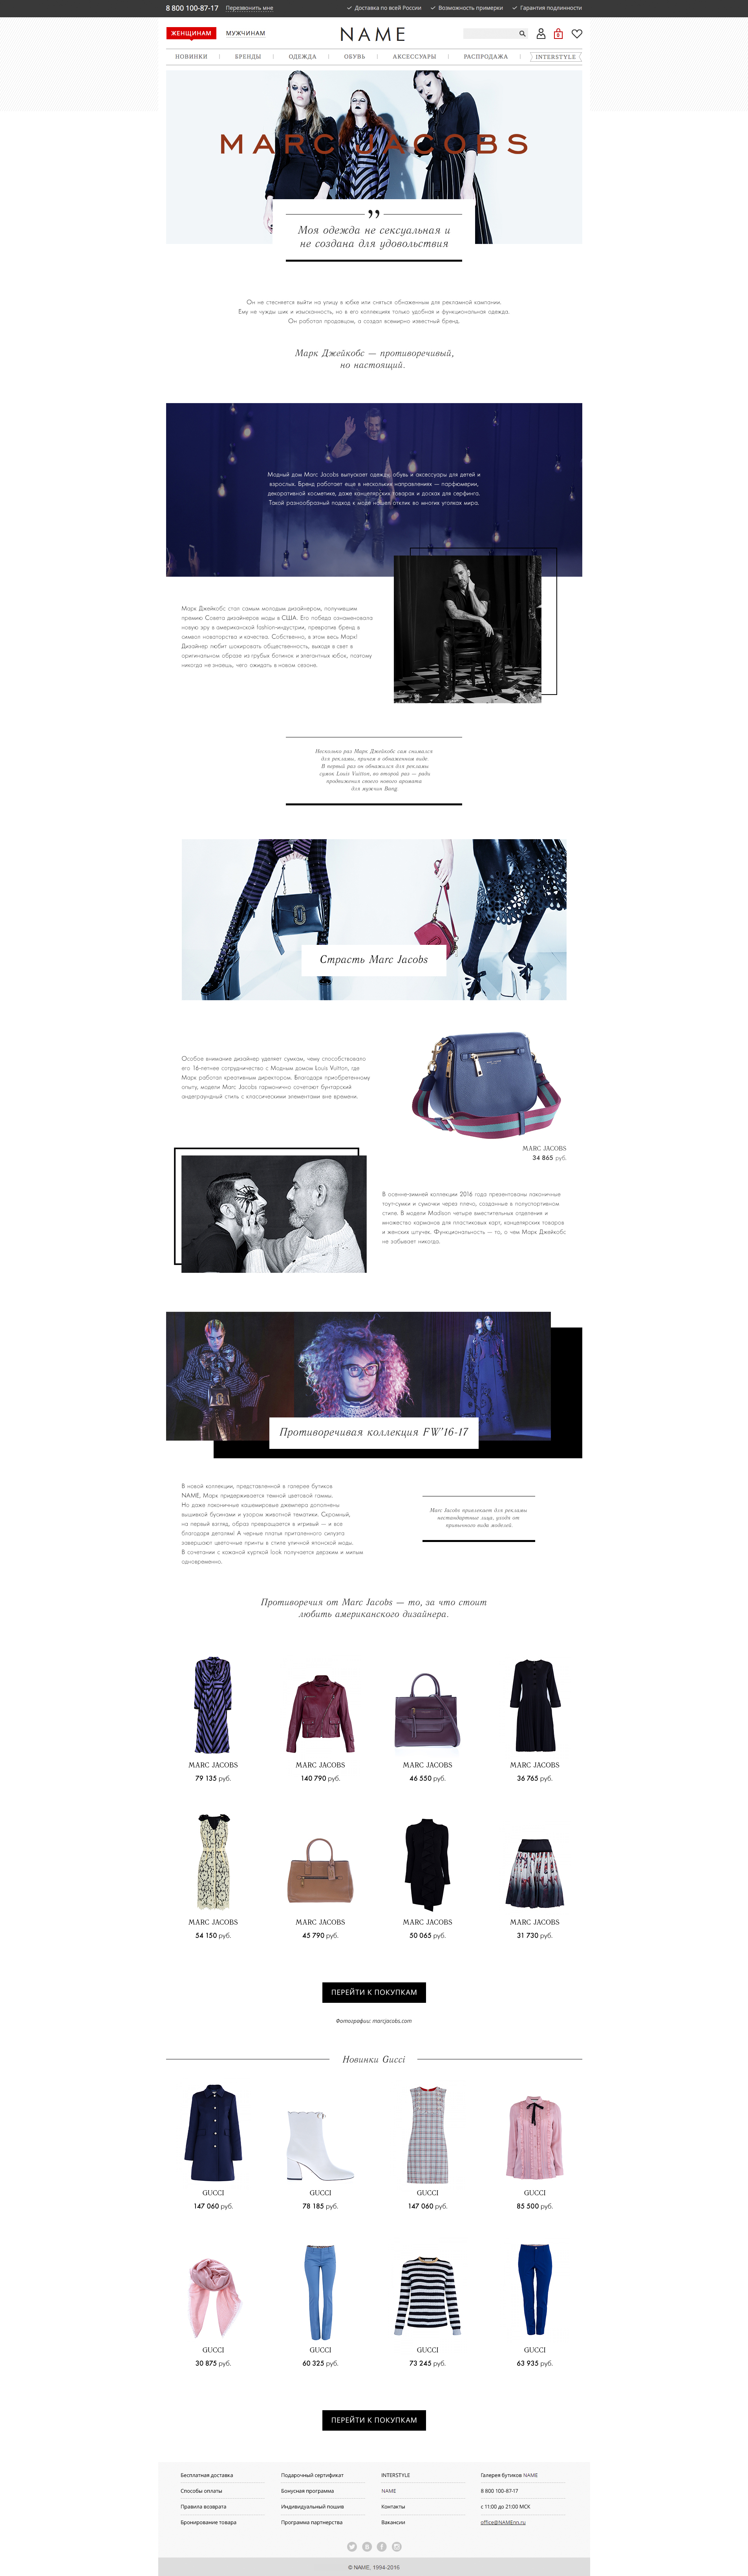 8 800 100-87-17 Перезвонить мне Доставка по всей России Возможность примерки Гарантия подлинности
ЖЕНЩИНАМ МУЖЧИНАМ NAME
НОВИНКИ БРЕНДЫ ОДЕЖДА ОБУВЬ АКСЕССУАРЫ РАСПРОДАЖА INTERSTYLE
MARC JACOBS
Моя одежда не сексуальная и
не создана для удовольствия
Он не стесняется выйти на улицу в юбке или сняться обнаженным для рекламной кампании.
Ему не чужды шик и изысканность, но в его коллекциях только удобная и функциональная одежда.
Он работал продавцом, а создал всемирно известный бренд.
Марк Джейкобс — противоречивый,
но настоящий.
Модный дом Marc Jacobs выпускает одежду, обувь и аксессуары для детей и
взрослых. Бренд работает еще в нескольких направлениях — парфюмерии,
декоративной косметике, даже канцелярских товарах и досках для серфинга.
Такой разнообразный подход к моде нашел отклик во многих уголках мира.
Марк Джейкобс стал самым молодым дизайнером, получившим
премию Совета дизайнеров моды в США. Его победа ознаменовала
новую эру в американской fashion-индустрии, превратив бренд в
символ новаторства и качества. Собственно, в этом весь Марк!
Дизайнер любит шокировать общественность, выходя в свет в
оригинальном образе из грубых ботинок и элегантных юбок, поэтому
никогда не знаешь, чего ожидать в новом сезоне.
Несколько раз Марк Джейкобс сам снимался
для рекламы, причем в обнаженном виде.
В первый раз он обнажился для рекламы
сумок Louis Vuitton, во второй раз — ради
продвижения своего нового аромата
для мужчин Bang.
Страсть Marc Jacobs
Особое внимание дизайнер уделяет сумкам, чему способствовало
его 16-летнее сотрудничество с Модным домом Louis Vuitton, где
Марк работал креативным директором. Благодаря приобретенному
опыту, модели Marc Jacobs гармонично сочетают бунтарский
андеграундный стиль с классическими элементами вне времени.
MARC JACOBS
34 865 руб.
В осенне-зимней коллекции 2016 года презентованы лаконичные
тоут-сумки и сумочки через плечо, созданные в полуспортивном
стиле. В модели Madison четыре вместительных отделения и
множество карманов для пластиковых карт, канцелярских товаров
и женских штучек. Функциональность — то, о чем Марк Джейкобс
не забывает никогда.
Противоречивая коллекция FW'16-17
В новой коллекции, представленной в галерее бутиков
NAME, Марк придерживается темной цветовой гаммы.
Но даже лаконичные кашемировые джемпера дополнены
вышивкой бусинами и узором животной тематики. Скромный,
на первый взгляд, образ превращается в игривый — и все
благодаря деталям! А черные платья приталенного силуэта
завершают цветочные принты в стиле уличной японской моды.
В сочетании с кожаной курткой look получается дерзким и милым
одновременно.
Marc Jacobs привлекает для рекламы
нестандартные лица, уходя от
привычного вида моделей.
Противоречия от Marc Jacobs — то, за что стоит
любить американского дизайнера.
MARC JACOBS MARC JACOBS MARC JACOBS MARC JACOBS
79 135 руб. 140 790 руб. 46 550 руб. 36 765 руб.
MARC JACOBS MARC JACOBS MARC JACOBS MARC JACOBS
54 150 руб. 45 790 руб. 50 065 руб. 31 730 руб.
ПЕРЕЙТИ К ПОКУПКАМ
Фотографии: marcjacobs.com
Новинки Gucci
GUCCI GUCCI GUCCI GUCCI
147 060 руб. 78 185 руб. 147 060 руб. 85 500 руб.
GUCCI GUCCI GUCCI GUCCI
30 875 руб. 60 325 руб. 73 245 руб. 63 935 руб.
ПЕРЕЙТИ К ПОКУПКАМ
Бесплатная доставка Подарочный сертификат INTERSTYLE Галерея бутиков NAME
Способы оплаты Бонусная программа NAME 8 800 100-87-17
Правила возврата Индивидуальный пошив Контакты с 11:00 до 21:00 МСК
Бронирование товара Программа партнерства Вакансии office@NAMEnn.ru
© NAME, 1994-2016